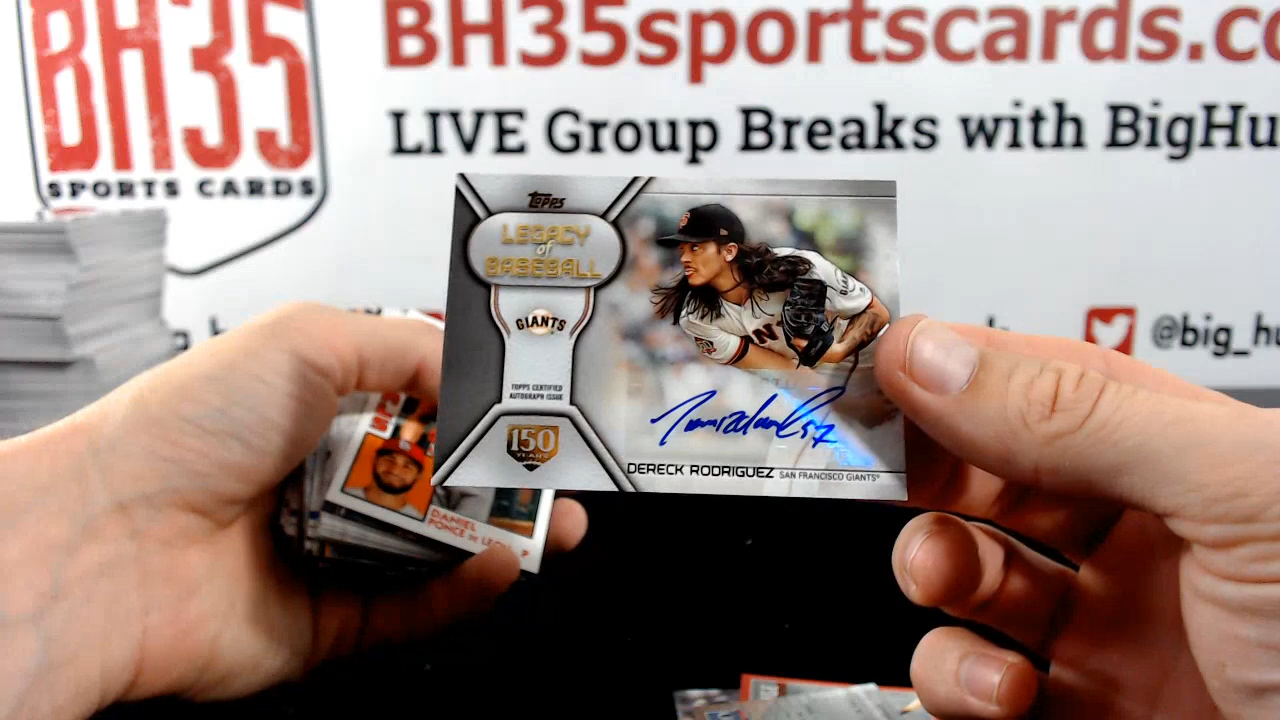 BH35
SPORTS CARDS
BH35sportscards.co
LIVE Group Breaks with BigHu
@big_hu
Topps
LEGACY
of
BASEBALL
GIANTS
TOPPS CERTIFIED
AUTOGRAPH ISSUE
150
YEARS
DERECK RODRIGUEZ SAN FRANCISCO GIANTS
DANIEL
PONCE DE LEON P